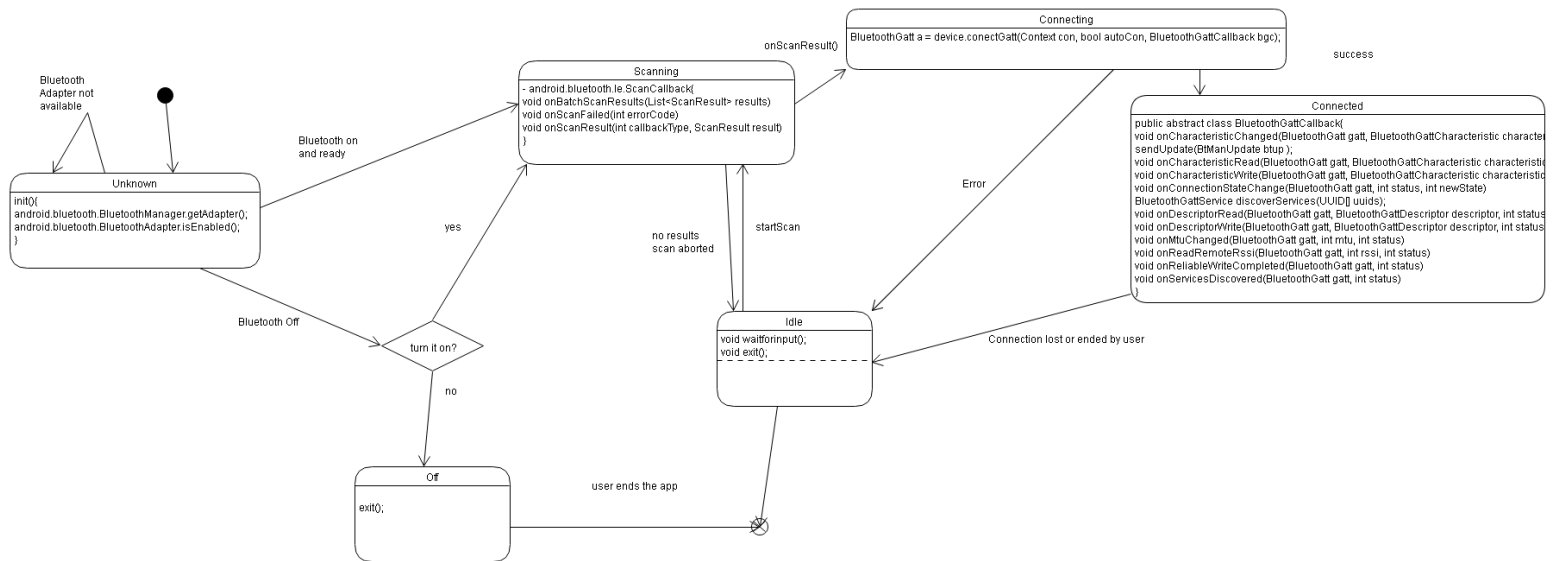 Connecting
BluetoothGatt a = device.conectGatt(Context con, bool autoCon, BluetoothGattCallback bgc);
onScanResult()
success
Scanning
- android.bluetooth.le.ScanCallback{
void onBatchScanResults(List<ScanResult> results)
void onScanFailed(int errorCode)
void onScanResult(int callbackType, ScanResult result)
}
Bluetooth
Adapter not
available
Connected
public abstract class BluetoothGattCallback{
void onCharacteristicChanged(BluetoothGatt gatt, BluetoothGattCharacteristic character
sendUpdate(BtManUpdate btup );
void onCharacteristicRead(BluetoothGatt gatt, BluetoothGattCharacteristic characteristic
void onCharacteristicWrite(BluetoothGatt gatt, BluetoothGattCharacteristic characteristic
void onConnectionStateChange(BluetoothGatt gatt, int status, int newState)
BluetoothGattService discoverServices(UUID[] uuids);
void onDescriptorRead(BluetoothGatt gatt, BluetoothGattDescriptor descriptor, int status
void onDescriptorWrite(BluetoothGatt gatt, BluetoothGattDescriptor descriptor, int status
void onMtuChanged(BluetoothGatt gatt, int mtu, int status)
void onReadRemoteRssi(BluetoothGatt gatt, int rssi, int status)
void onReliableWriteCompleted(BluetoothGatt gatt, int status)
void onServicesDiscovered(BluetoothGatt gatt, int status)
}
Bluetooth on
and ready
Unknown
init(){
android.bluetooth.BluetoothManager.getAdapter();
android.bluetooth.BluetoothAdapter.isEnabled();
}
Error
yes
startScan
no results
scan aborted
Bluetooth Off
Idle
void waitforinput();
void exit();
Connection lost or ended by user
turn it on?
no
Off
exit();
user ends the app